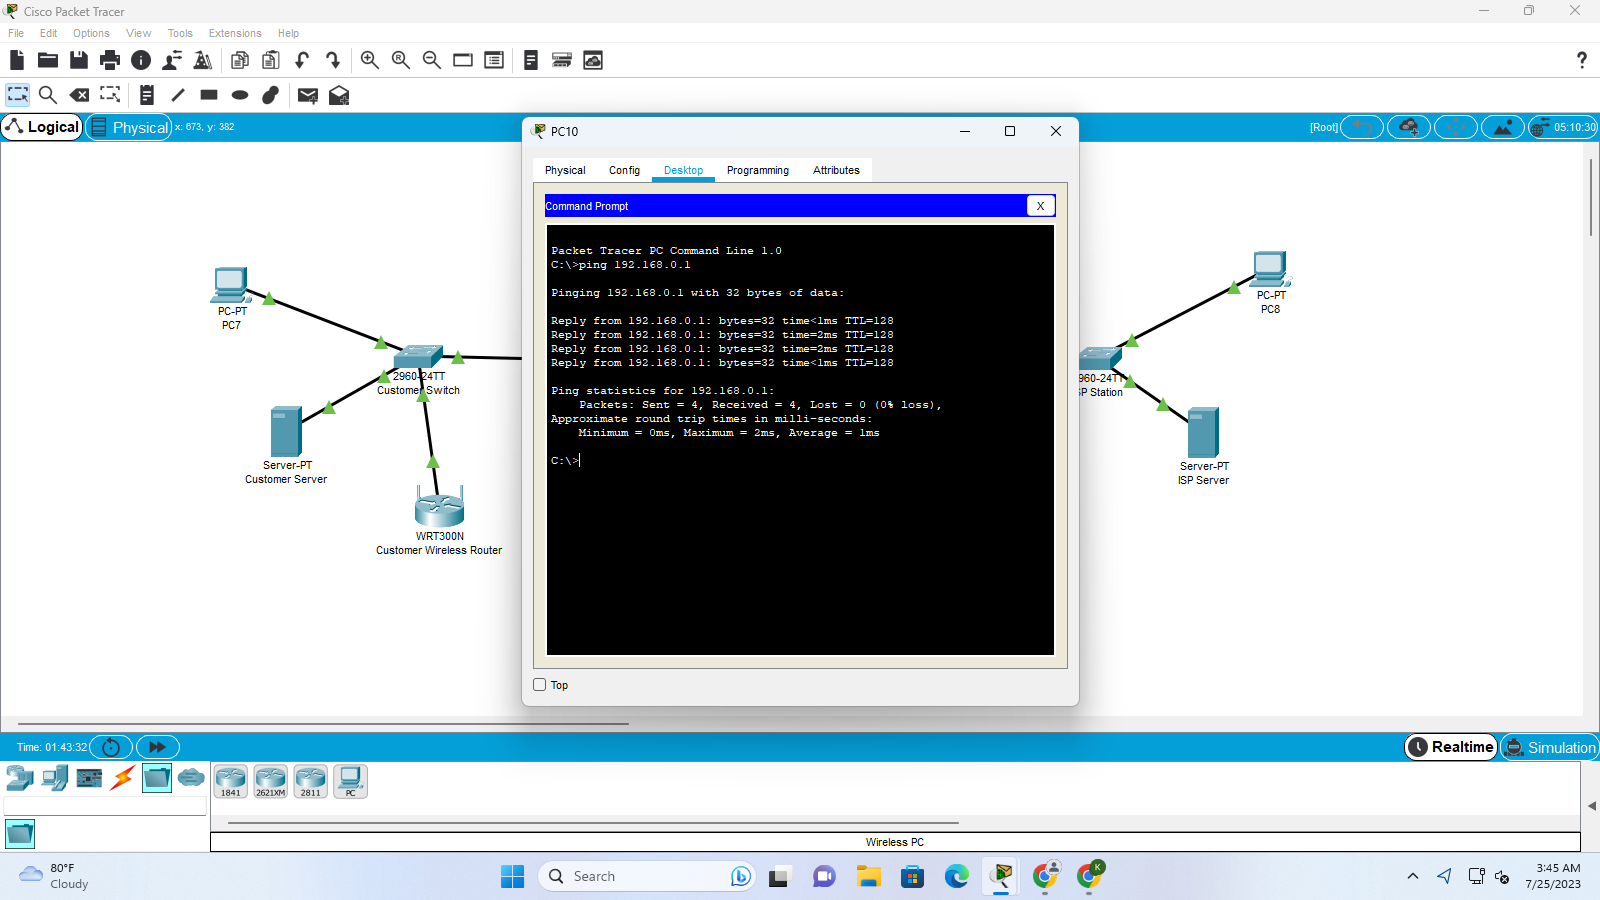 Cisco Packet Tracer
File Edit Options View Tools Extensions Help
Logical Physical x: 673, y: 382
[Root] 05:10:30
PC10
Physical Config Desktop Programming Attributes
Command Prompt X
Packet Tracer PC Command Line 1.0
C:\>ping 192.168.0.1
Pinging 192.168.0.1 with 32 bytes of data:
Reply from 192.168.0.1: bytes=32 time<1ms TTL=128
Reply from 192.168.0.1: bytes=32 time=2ms TTL=128
Reply from 192.168.0.1: bytes=32 time=2ms TTL=128
Reply from 192.168.0.1: bytes=32 time<1ms TTL=128
Ping statistics for 192.168.0.1:
Packets: Sent = 4, Received = 4, Lost = 0 (0% loss),
Approximate round trip times in milli-seconds:
Minimum = 0ms, Maximum = 2ms, Average = 1ms
C:\>
Top
PC-PT
PC7
2960-24TT
Customer Switch
Server-PT
Customer Server
WRT300N
Customer Wireless Router
PC-PT
PC8
960-24TT
SP Station
Server-PT
ISP Server
Time: 01:43:32
Realtime Simulation
1841 2621XM 2811 PC
Wireless PC
80°F
Cloudy
Search
K
3:45 AM
7/25/2023